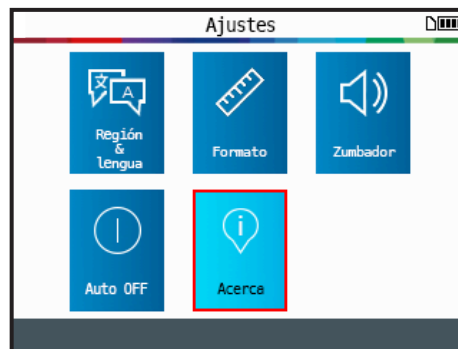 Ajustes
Región
&
lengua
Formato
Zumbador
Auto OFF
Acerca